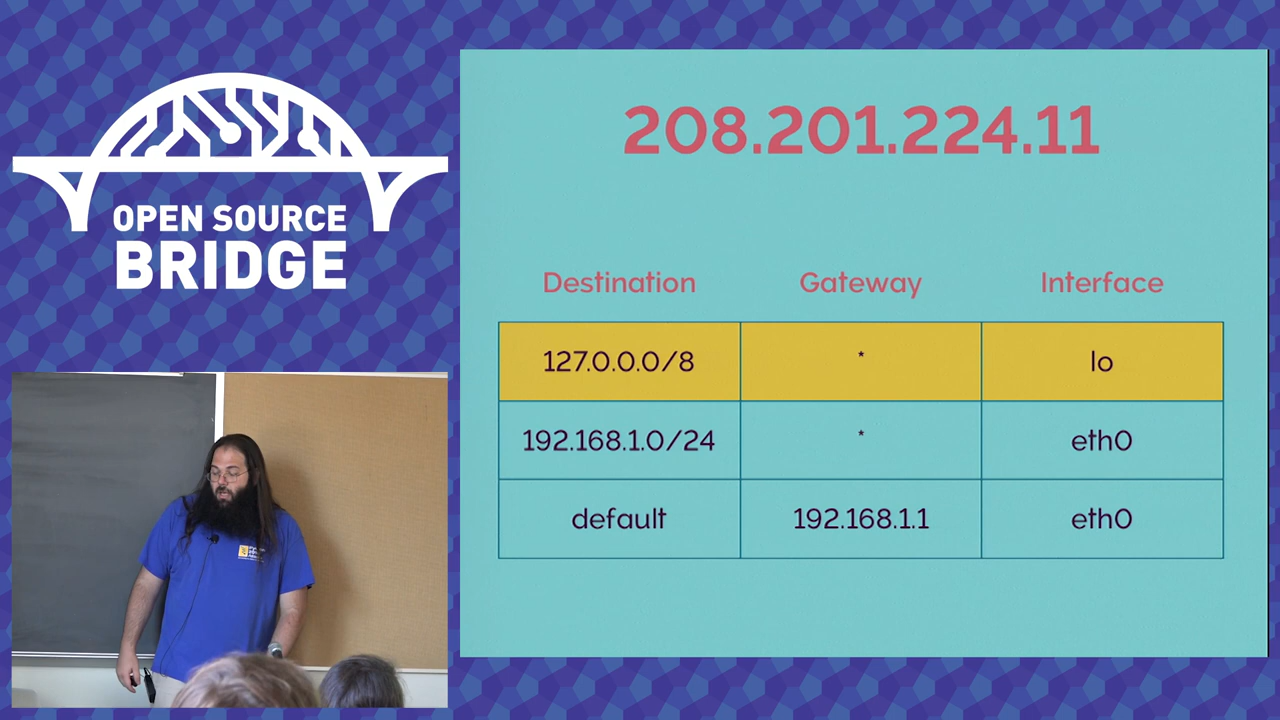 OPEN SOURCE
BRIDGE
208.201.224.11
Destination Gateway Interface
127.0.0.0/8 * lo
192.168.1.0/24 * eth0
default 192.168.1.1 eth0